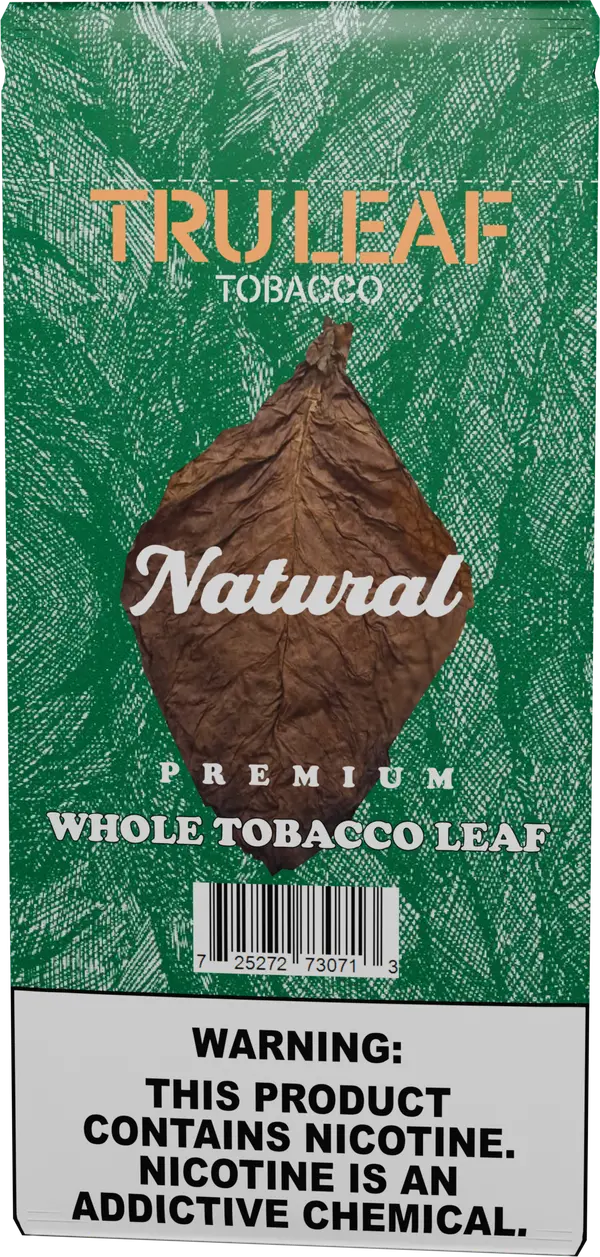 TRU LEAF
TOBACCO
Natural
PREMIUM
WHOLE TOBACCO LEAF
7 25272 73071 3
WARNING:
THIS PRODUCT
CONTAINS NICOTINE.
NICOTINE IS AN
ADDICTIVE CHEMICAL.